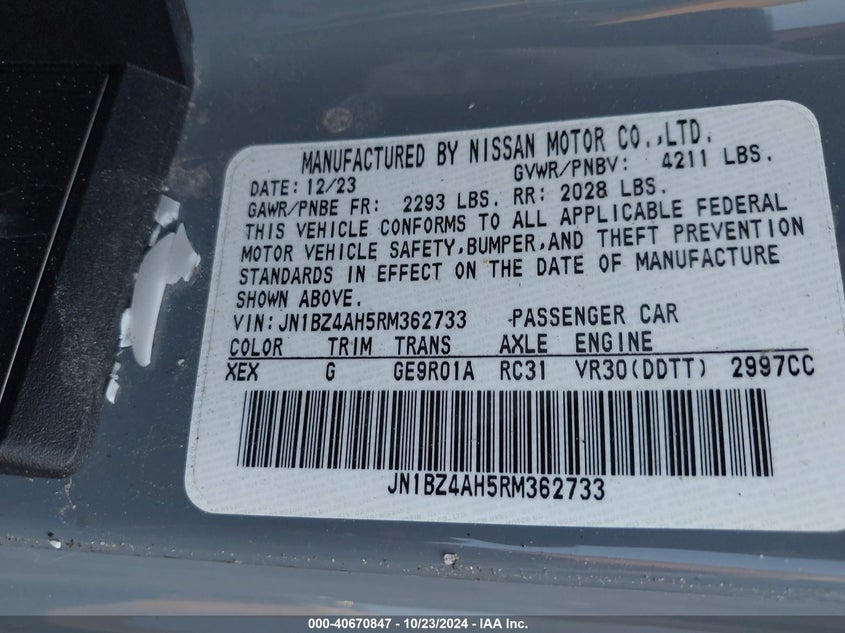 MANUFACTURED BY NISSAN MOTOR CO.,LTD.
DATE: 12/23 GVWR/PNBV: 4211 LBS.
GAWR/PNBE FR: 2293 LBS. RR: 2028 LBS.
THIS VEHICLE CONFORMS TO ALL APPLICABLE FEDERAL
MOTOR VEHICLE SAFETY,BUMPER,AND THEFT PREVENTION
STANDARDS IN EFFECT ON THE DATE OF MANUFACTURE
SHOWN ABOVE.
VIN: JN1BZ4AH5RM362733 PASSENGER CAR
COLOR TRIM TRANS AXLE ENGINE
XEX G GE9R01A RC31 VR30(DDTT) 2997CC
JN1BZ4AH5RM362733
000-40670847 - 10/23/2024 - IAA Inc.